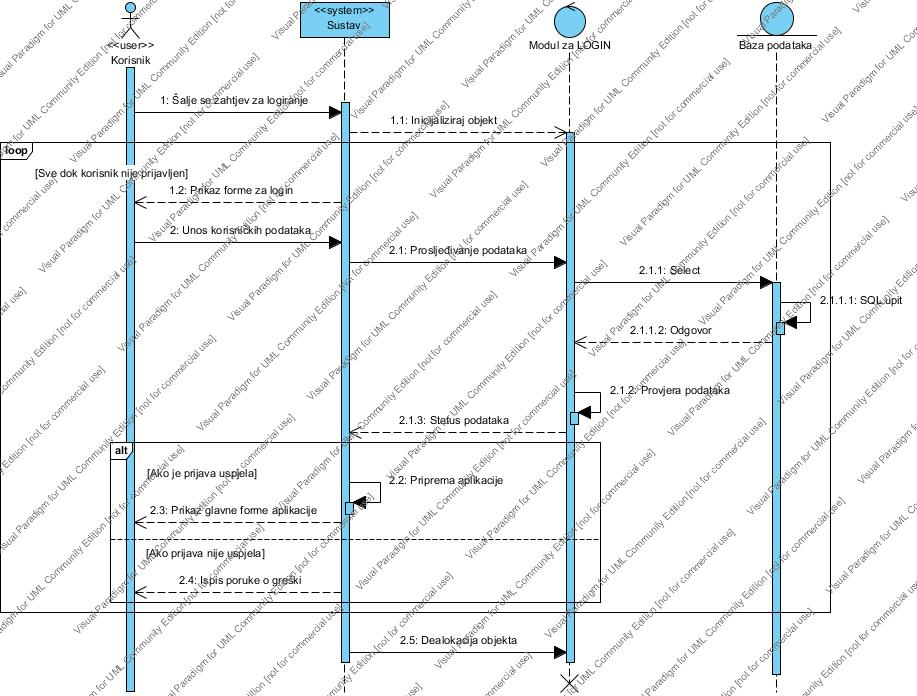 <<user>>
Korisnik
<<system>>
Sustav
Modul za LOGIN
Baza podataka
1: Šalje se zahtjev za logiranje
1.1: Inicijaliziraj objekt
loop
[Sve dok korisnik nije prijavljen]
1.2: Prikaz forme za login
2: Unos korisničkih podataka
2.1: Prosljeđivanje podataka
2.1.1: Select
2.1.1.1: SQL upit
2.1.1.2: Odgovor
2.1.2: Provjera podataka
2.1.3: Status podataka
alt
[Ako je prijava uspjela]
2.2: Priprema aplikacije
2.3: Prikaz glavne forme aplikacije
[Ako prijava nije uspjela]
2.4: Ispis poruke o greški
2.5: Dealokacija objekta
Visual Paradigm for UML Community Edition [not for commercial use]